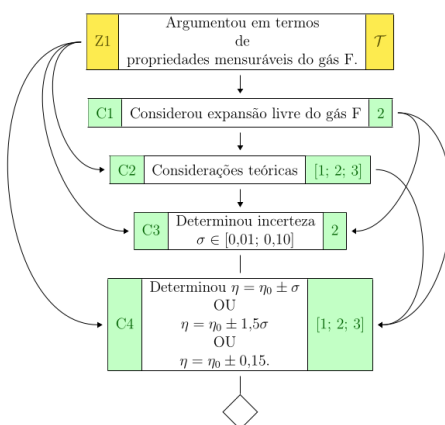 Z1 Argumentou em termos 𝒯
de
propriedades mensuráveis do gás F.
C1 Considerou expansão livre do gás F 2
C2 Considerações teóricas [1; 2; 3]
C3 Determinou incerteza 2
σ ∈ [0,01; 0,10]
Determinou η = η₀ ± σ
OU
C4 η = η₀ ± 1,5σ [1; 2; 3]
OU
η = η₀ ± 0,15.